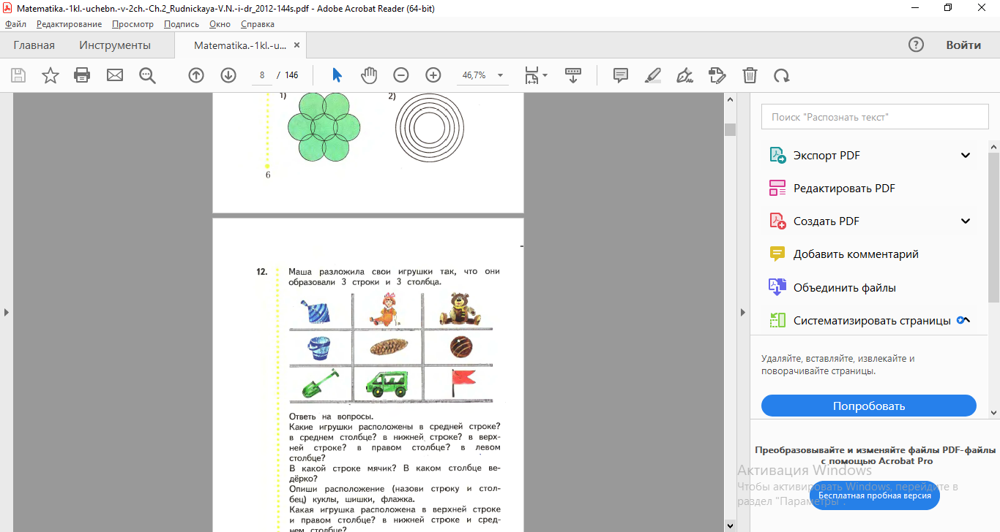 Matematika.-1kl.-uchebn.-v-2ch.-Ch.2_Rudnickaya-V.N.-i-dr_2012-144s.pdf - Adobe Acrobat Reader (64-bit)
Файл Редактирование Просмотр Подпись Окно Справка
Главная Инструменты Matematika.-1kl.-u... × Войти
8 / 146 46,7%
1) 2)
6
12. Маша разложила свои игрушки так, что они
образовали 3 строки и 3 столбца.
Ответь на вопросы.
Какие игрушки расположены в средней строке?
в среднем столбце? в нижней строке? в верх-
ней строке? в правом столбце? в левом
столбце?
В какой строке мячик? В каком столбце ве-
дёрко?
Опиши расположение (назови строку и стол-
бец) куклы, шишки, флажка.
Какая игрушка расположена в верхней строке
и правом столбце? в нижней строке и сред-
нем столбце?
Поиск "Распознать текст"
Экспорт PDF
Редактировать PDF
Создать PDF
Добавить комментарий
Объединить файлы
Систематизировать страницы
Удаляйте, вставляйте, извлекайте и
поворачивайте страницы.
Попробовать
Преобразовывайте и изменяйте файлы PDF-файлы
с помощью Acrobat Pro
Бесплатная пробная версия
Активация Windows
Чтобы активировать Windows, перейдите в
раздел "Параметры".